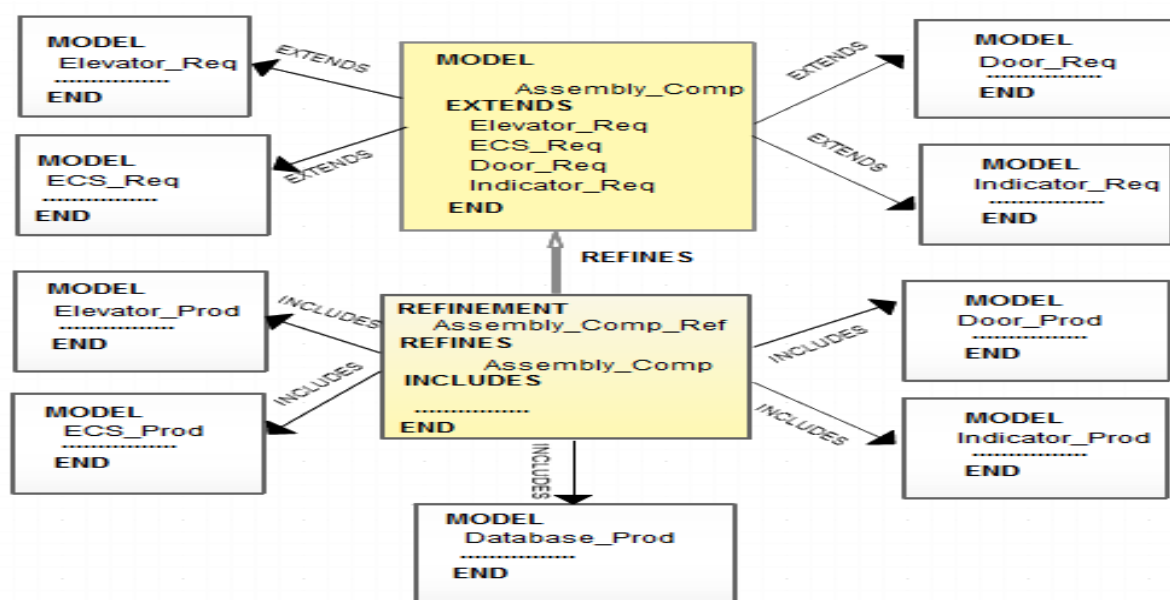 MODEL
Elevator_Req
................
END
EXTENDS
MODEL
ECS_Req
................
END
EXTENDS
MODEL
Assembly_Comp
EXTENDS
Elevator_Req
ECS_Req
Door_Req
Indicator_Req
END
EXTENDS
MODEL
Door_Req
................
END
EXTENDS
MODEL
Indicator_Req
................
END
REFINES
MODEL
Elevator_Prod
................
END
INCLUDES
MODEL
ECS_Prod
................
END
INCLUDES
REFINEMENT
Assembly_Comp_Ref
REFINES
Assembly_Comp
INCLUDES
................
END
INCLUDES
MODEL
Door_Prod
................
END
INCLUDES
MODEL
Indicator_Prod
................
END
INCLUDES
MODEL
Database_Prod
................
END